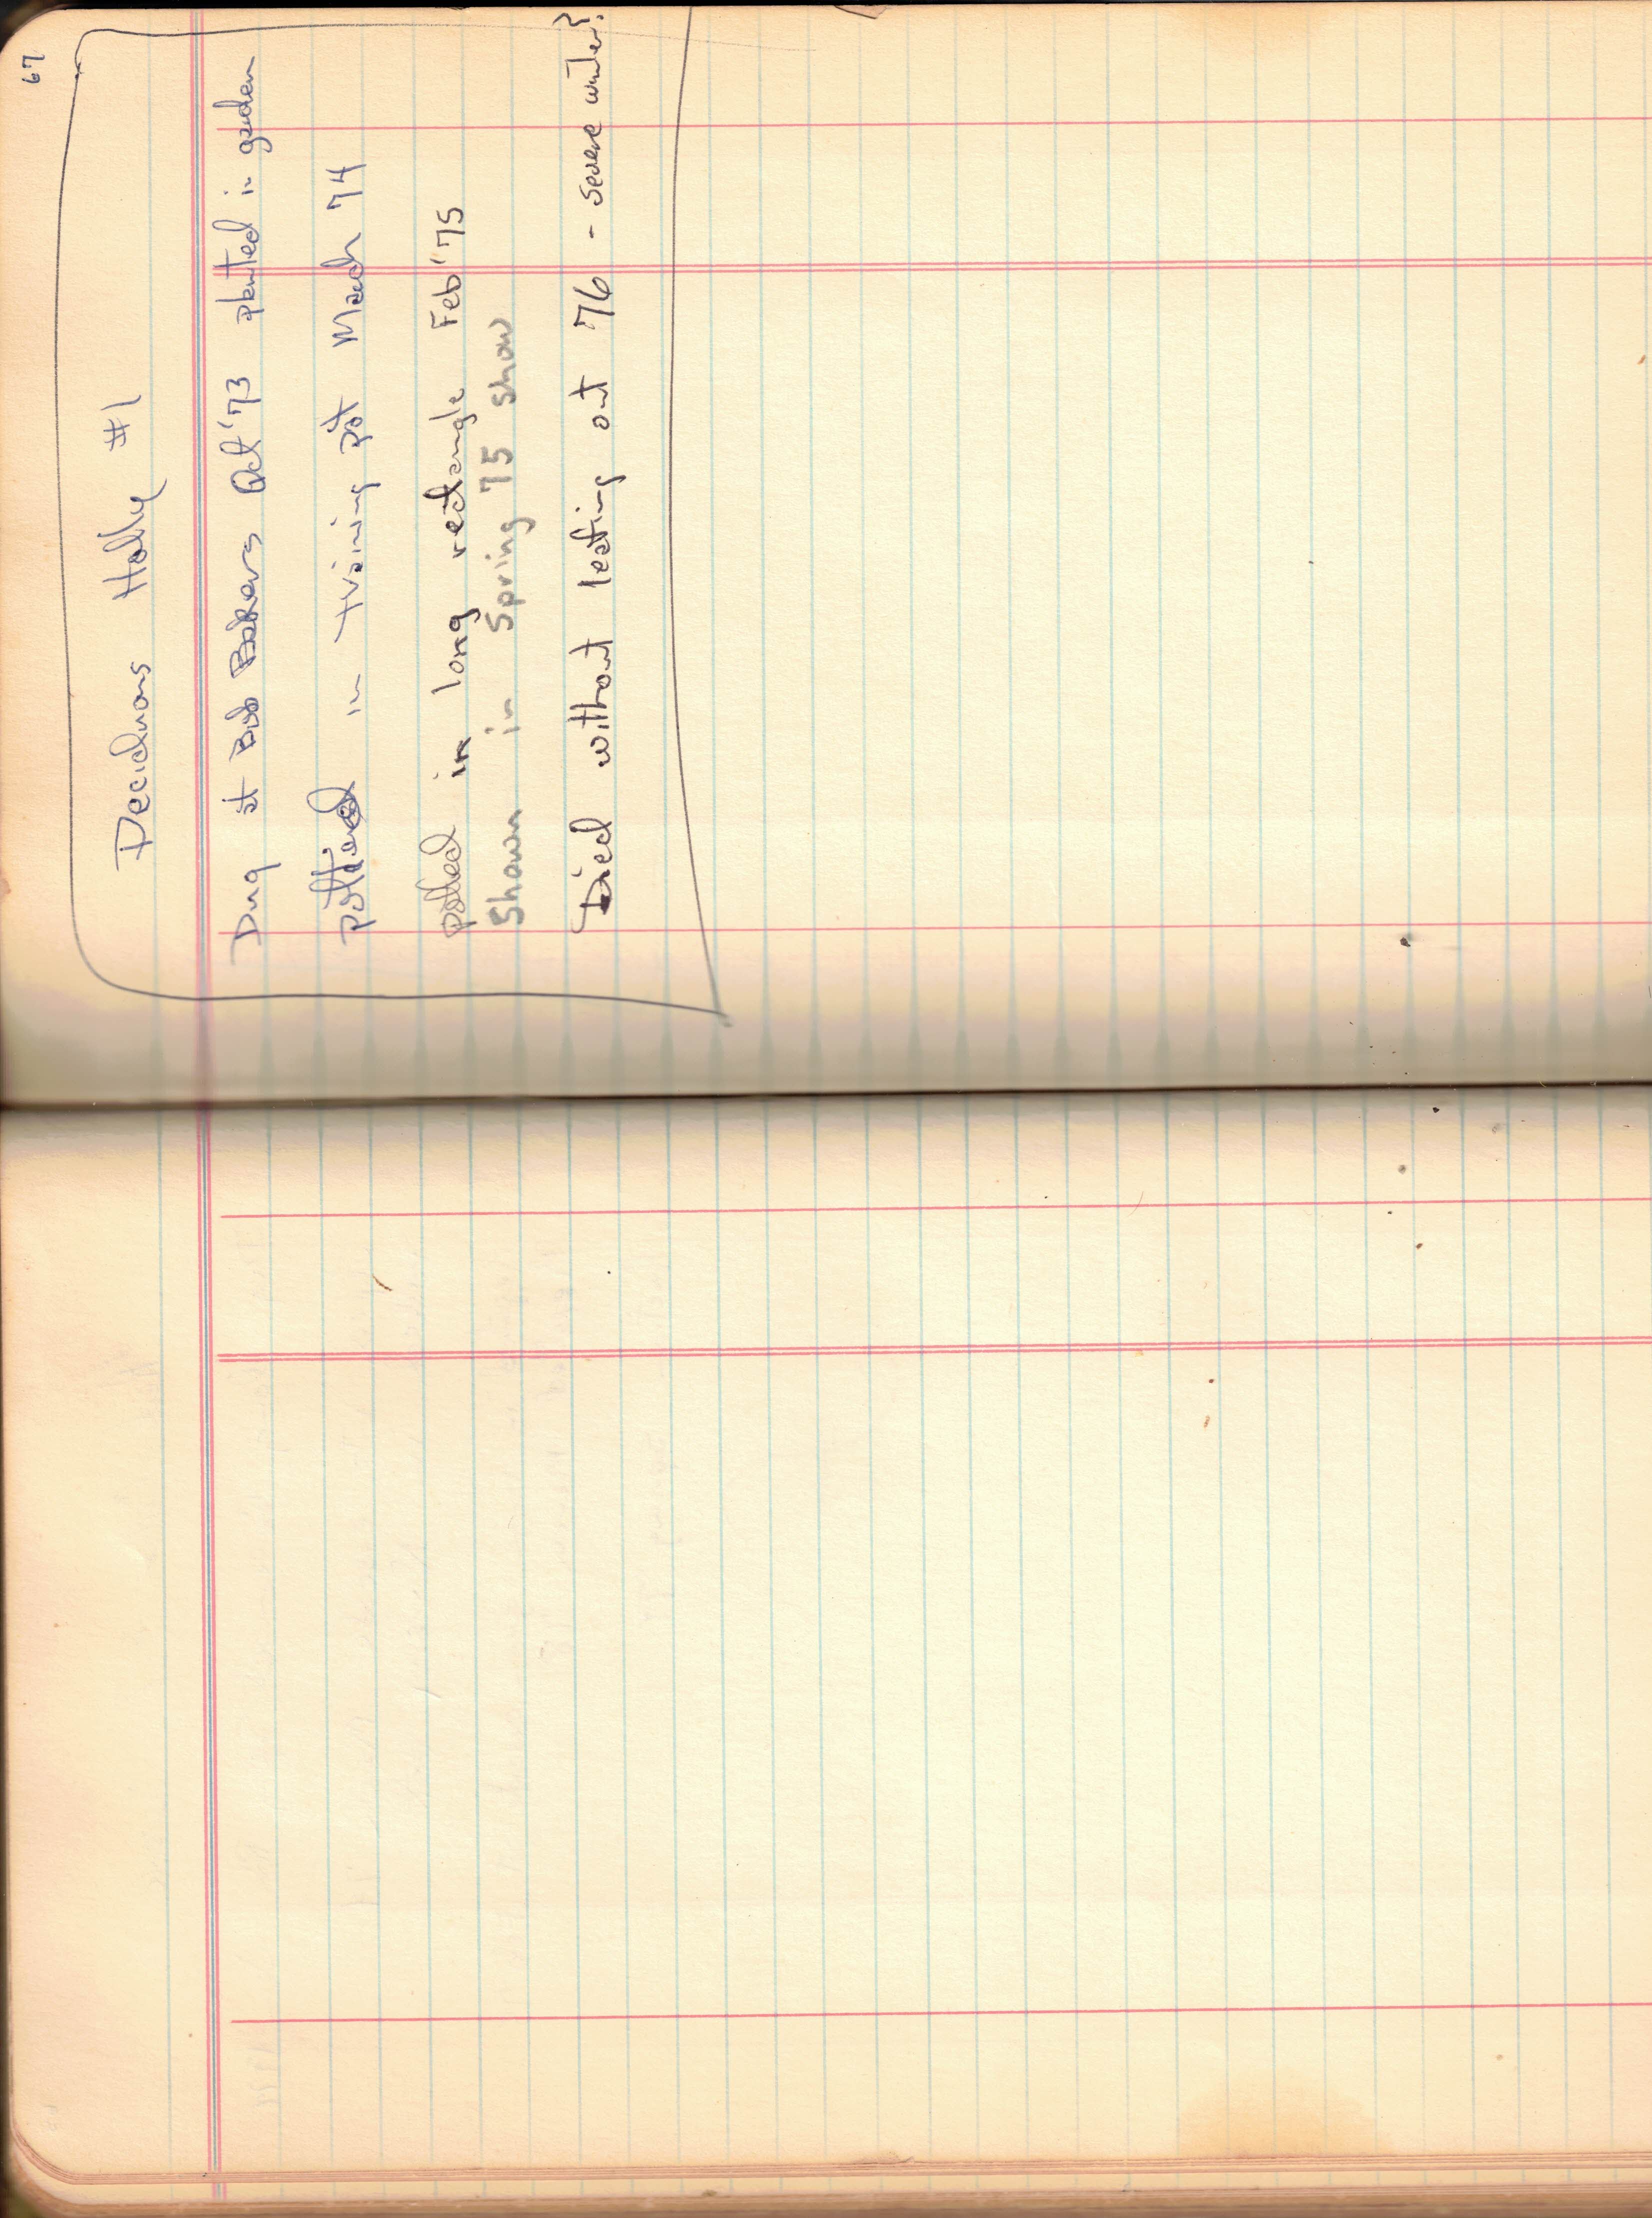 67
Deciduous Holly #1
Dug at Bob Bakers Oct '73 planted in garden
potted in training pot March 74
potted in long rectangle Feb '75
Shown in Spring 75 show
Died without leafing out 76 - severe winter?